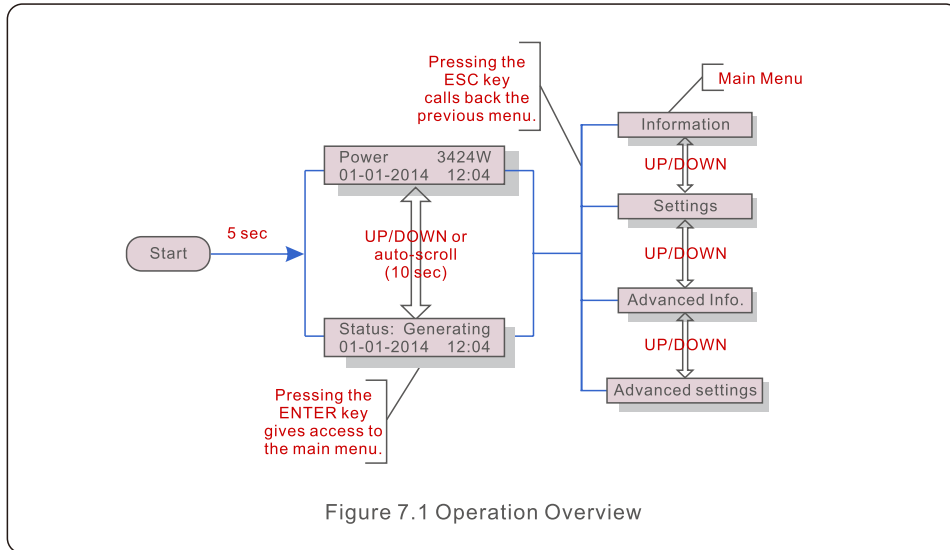 Pressing the
ESC key
calls back the
previous menu.
Main Menu
Information
Power 3424W
01-01-2014 12:04
UP/DOWN
Settings
Start
5 sec
UP/DOWN or
auto-scroll
(10 sec)
UP/DOWN
Advanced Info.
Status: Generating
01-01-2014 12:04
UP/DOWN
Advanced settings
Pressing the
ENTER key
gives access to
the main menu.
Figure 7.1 Operation Overview